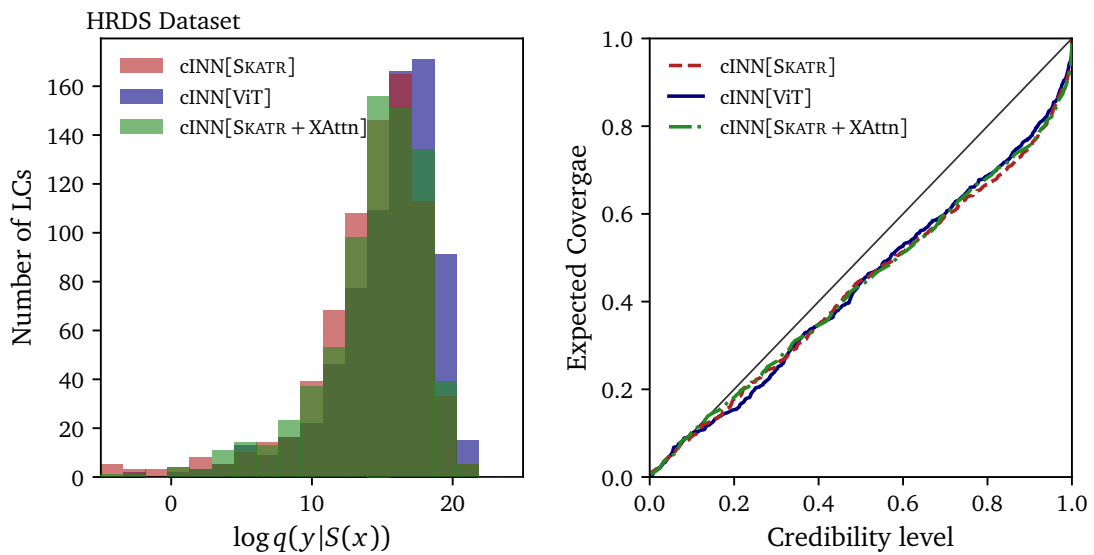 HRDS Dataset
Number of LCs
160
140
120
100
80
60
40
20
0
cINN[SKATR]
cINN[ViT]
cINN[SKATR + XAttn]
0 10 20
log q(y|S(x))
Expected Covergae
1.0
0.8
0.6
0.4
0.2
0.0
cINN[SKATR]
cINN[ViT]
cINN[SKATR + XAttn]
0.0 0.2 0.4 0.6 0.8 1.0
Credibility level